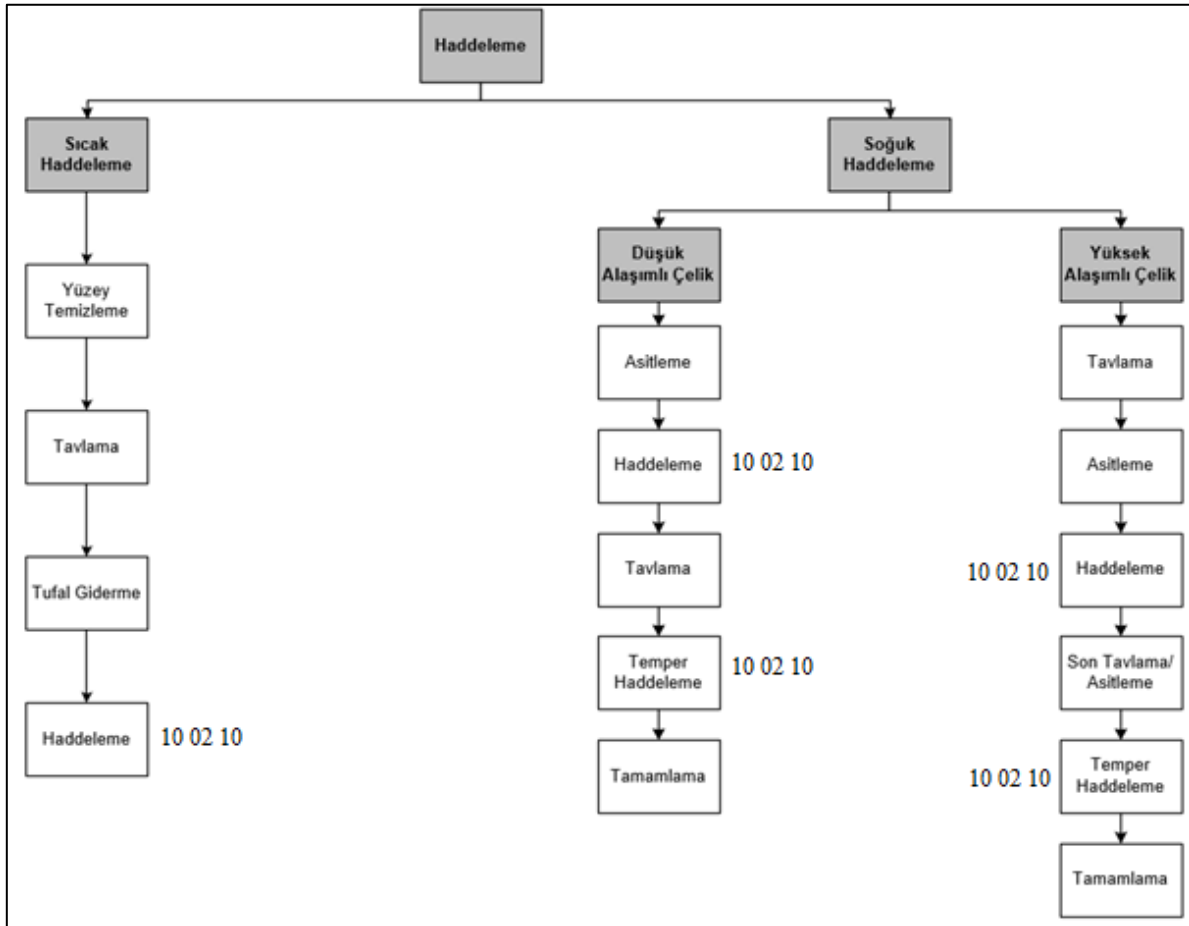 Haddeleme
Sıcak
Haddeleme
Yüzey
Temizleme
Tavlama
Tufal Giderme
Haddeleme
10 02 10
Soğuk
Haddeleme
Düşük
Alaşımlı Çelik
Asitleme
Haddeleme
10 02 10
Tavlama
Temper
Haddeleme
10 02 10
Tamamlama
Yüksek
Alaşımlı Çelik
Tavlama
Asitleme
10 02 10
Haddeleme
Son Tavlama/
Asitleme
10 02 10
Temper
Haddeleme
Tamamlama